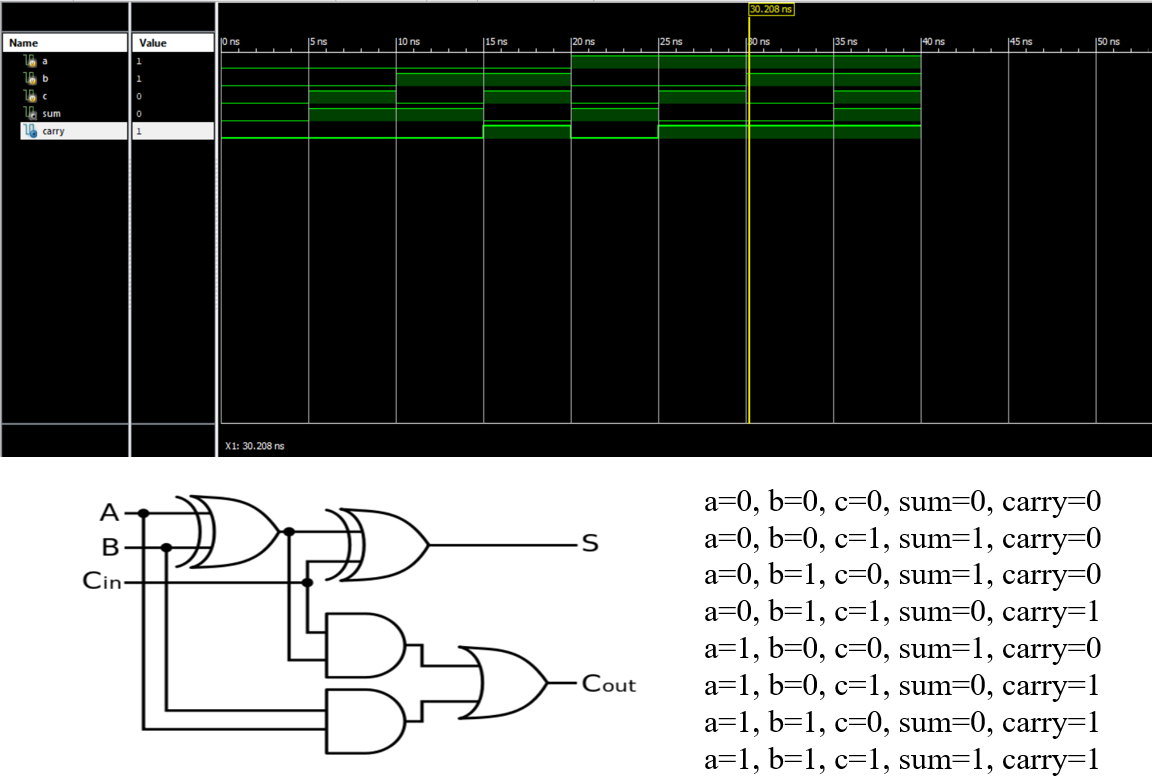 30.208 ns
Name Value 0 ns 5 ns 10 ns 15 ns 20 ns 25 ns 30 ns 35 ns 40 ns 45 ns 50 ns
a 1
b 1
c 0
sum 0
carry 1
X1: 30.208 ns
A
B
Cin
S
Cout
a=0, b=0, c=0, sum=0, carry=0
a=0, b=0, c=1, sum=1, carry=0
a=0, b=1, c=0, sum=1, carry=0
a=0, b=1, c=1, sum=0, carry=1
a=1, b=0, c=0, sum=1, carry=0
a=1, b=0, c=1, sum=0, carry=1
a=1, b=1, c=0, sum=0, carry=1
a=1, b=1, c=1, sum=1, carry=1